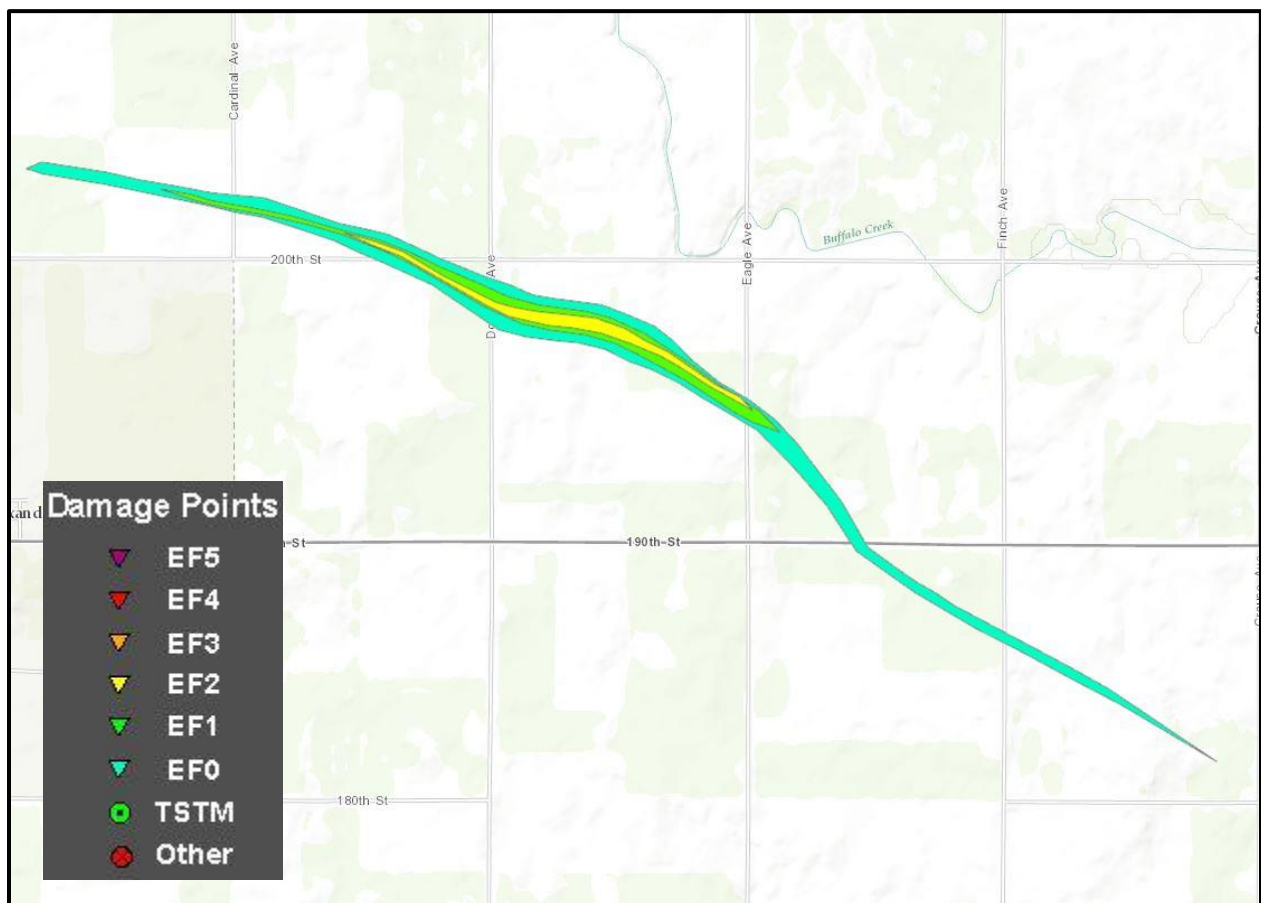 Cardinal Ave
Eagle Ave
Finch Ave
Buffalo Creek
200th St
Ave
190th St
180th St
Damage Points
EF5
EF4
EF3
EF2
EF1
EF0
TSTM
Other